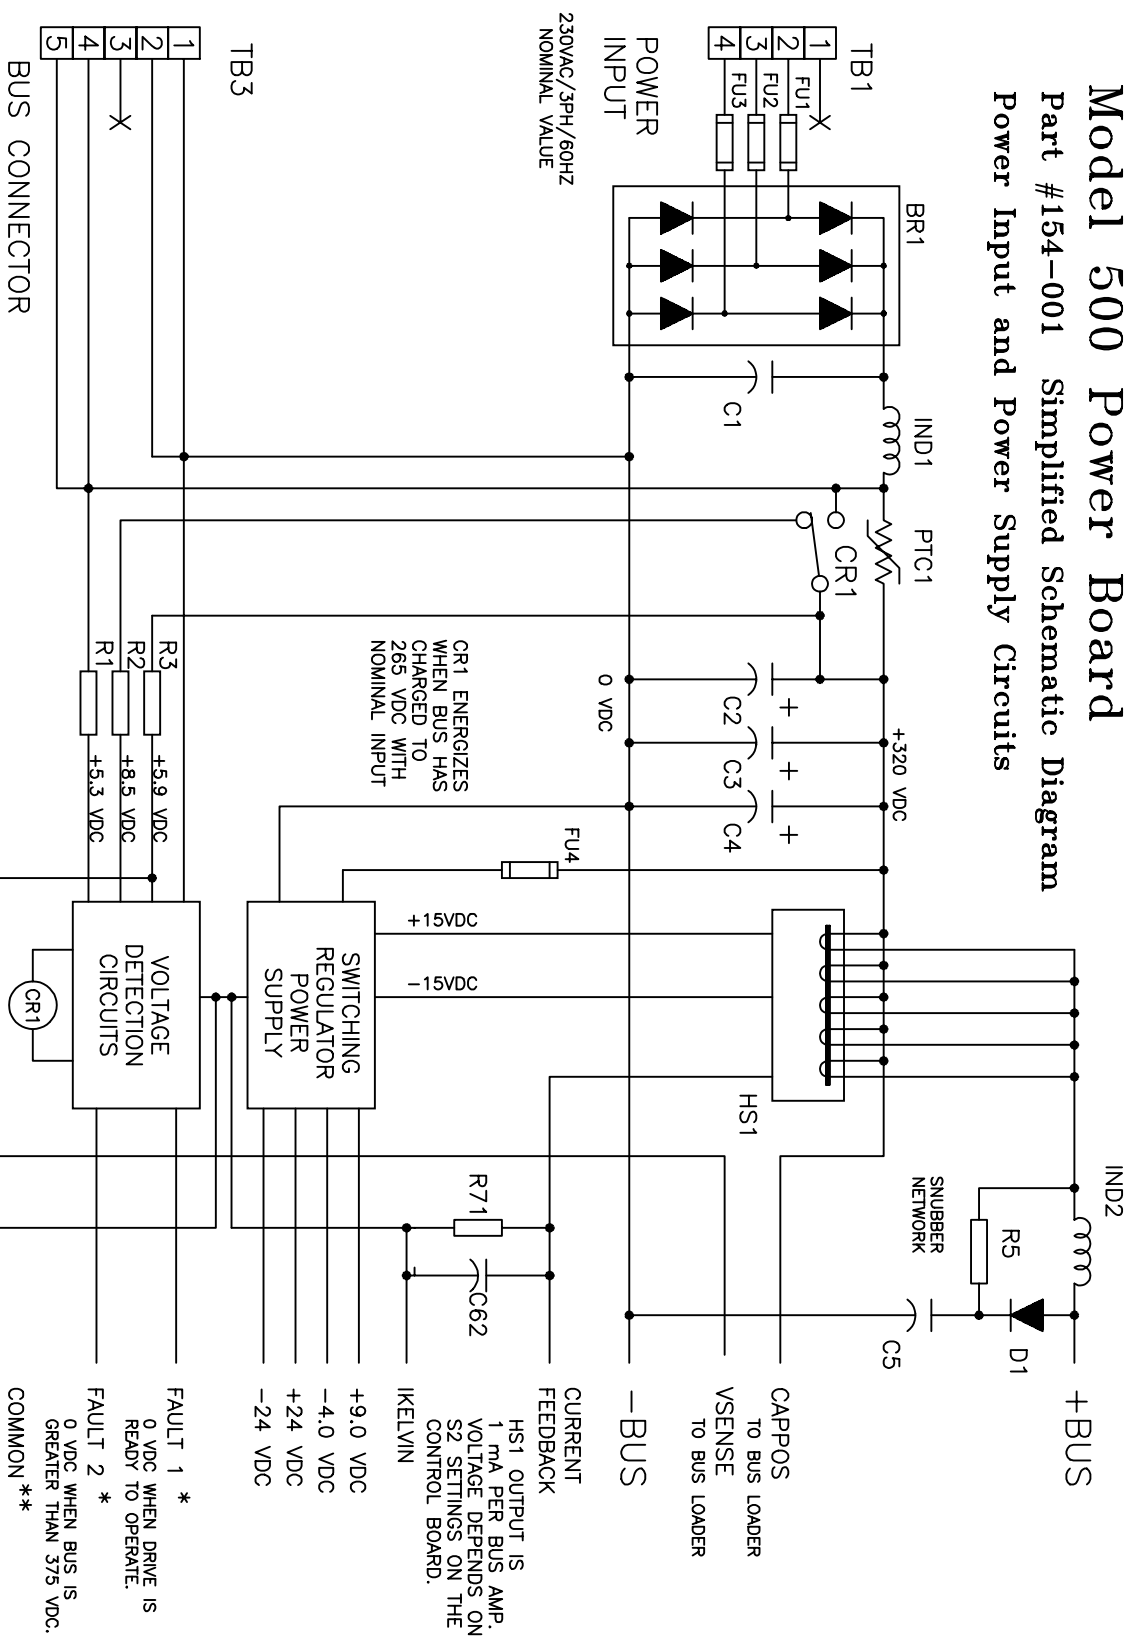 Model 500 Power Board
Part #154-001 Simplified Schematic Diagram
Power Input and Power Supply Circuits
TB1
1
2
3
4
FU1
FU2
FU3
POWER
INPUT
230VAC/3PH/60HZ
NOMINAL VALUE
BR1
C1
IND1
PTC1
CR1
+320 VDC
C2
+
C3
+
C4
+
0 VDC
CR1 ENERGIZES
WHEN BUS HAS
CHARGED TO
265 VDC WITH
NOMINAL INPUT
FU4
HS1
IND2
SNUBBER
NETWORK
R5
D1
C5
+BUS
CAPPOS
TO BUS LOADER
VSENSE
TO BUS LOADER
-BUS
CURRENT
FEEDBACK
HS1 OUTPUT IS
1 mA PER BUS AMP.
VOLTAGE DEPENDS ON
S2 SETTINGS ON THE
CONTROL BOARD.
IKELVIN
R71
C62
+15VDC
-15VDC
SWITCHING
REGULATOR
POWER
SUPPLY
+9.0 VDC
-4.0 VDC
+24 VDC
-24 VDC
TB3
1
2
3
4
5
BUS CONNECTOR
R3
R2
R1
+5.9 VDC
+8.5 VDC
+5.3 VDC
VOLTAGE
DETECTION
CIRCUITS
CR1
FAULT 1 *
0 VDC WHEN DRIVE IS
READY TO OPERATE.
FAULT 2 *
0 VDC WHEN BUS IS
GREATER THAN 375 VDC.
COMMON **